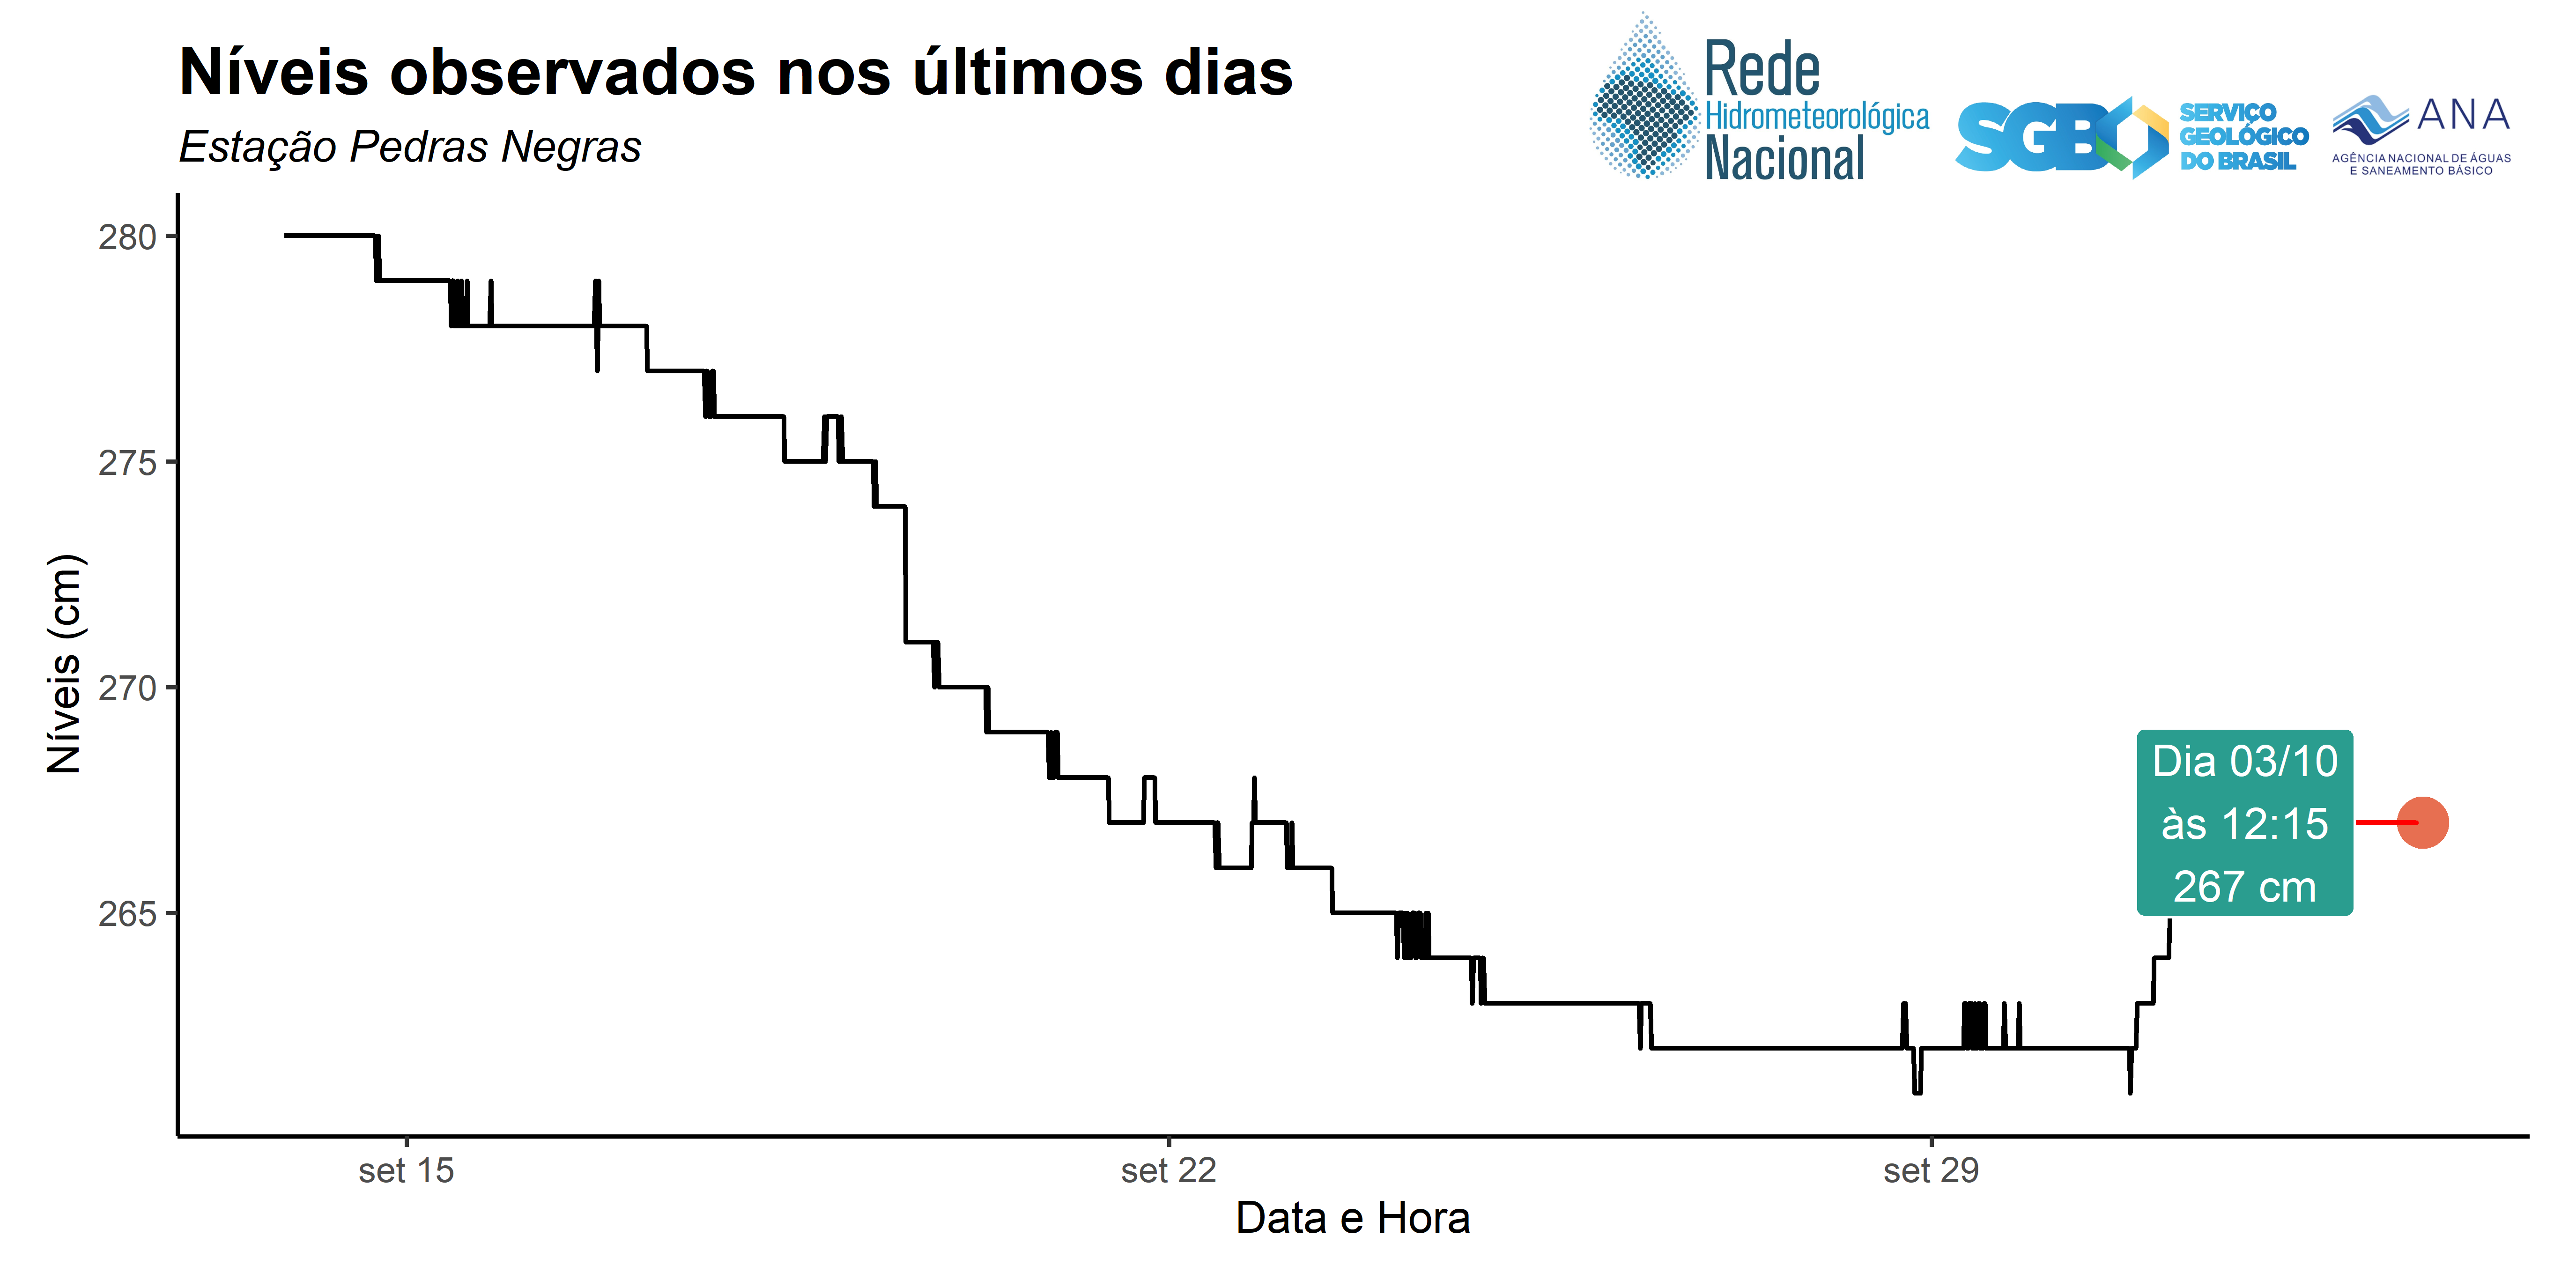 Níveis observados nos últimos dias
Estação Pedras Negras
Rede
Hidrometeorológica
Nacional
SGB
SERVIÇO
GEOLÓGICO
DO BRASIL
ANA
AGÊNCIA NACIONAL DE ÁGUAS
E SANEAMENTO BÁSICO
Níveis (cm)
280
275
270
265
Dia 03/10
às 12:15
267 cm
set 15
set 22
set 29
Data e Hora